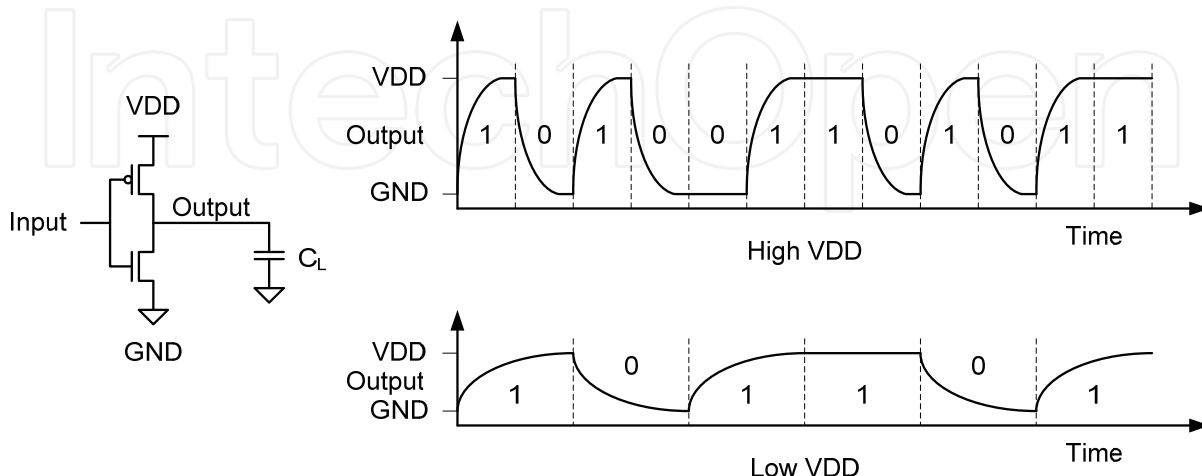 IntechOpen
VDD
Input
Output
CL
GND
VDD
Output
GND
1 0 1 0 0 1 1 0 1 0 1 1
Time
High VDD
VDD
Output
GND
1 0 1 1 0 1
Time
Low VDD